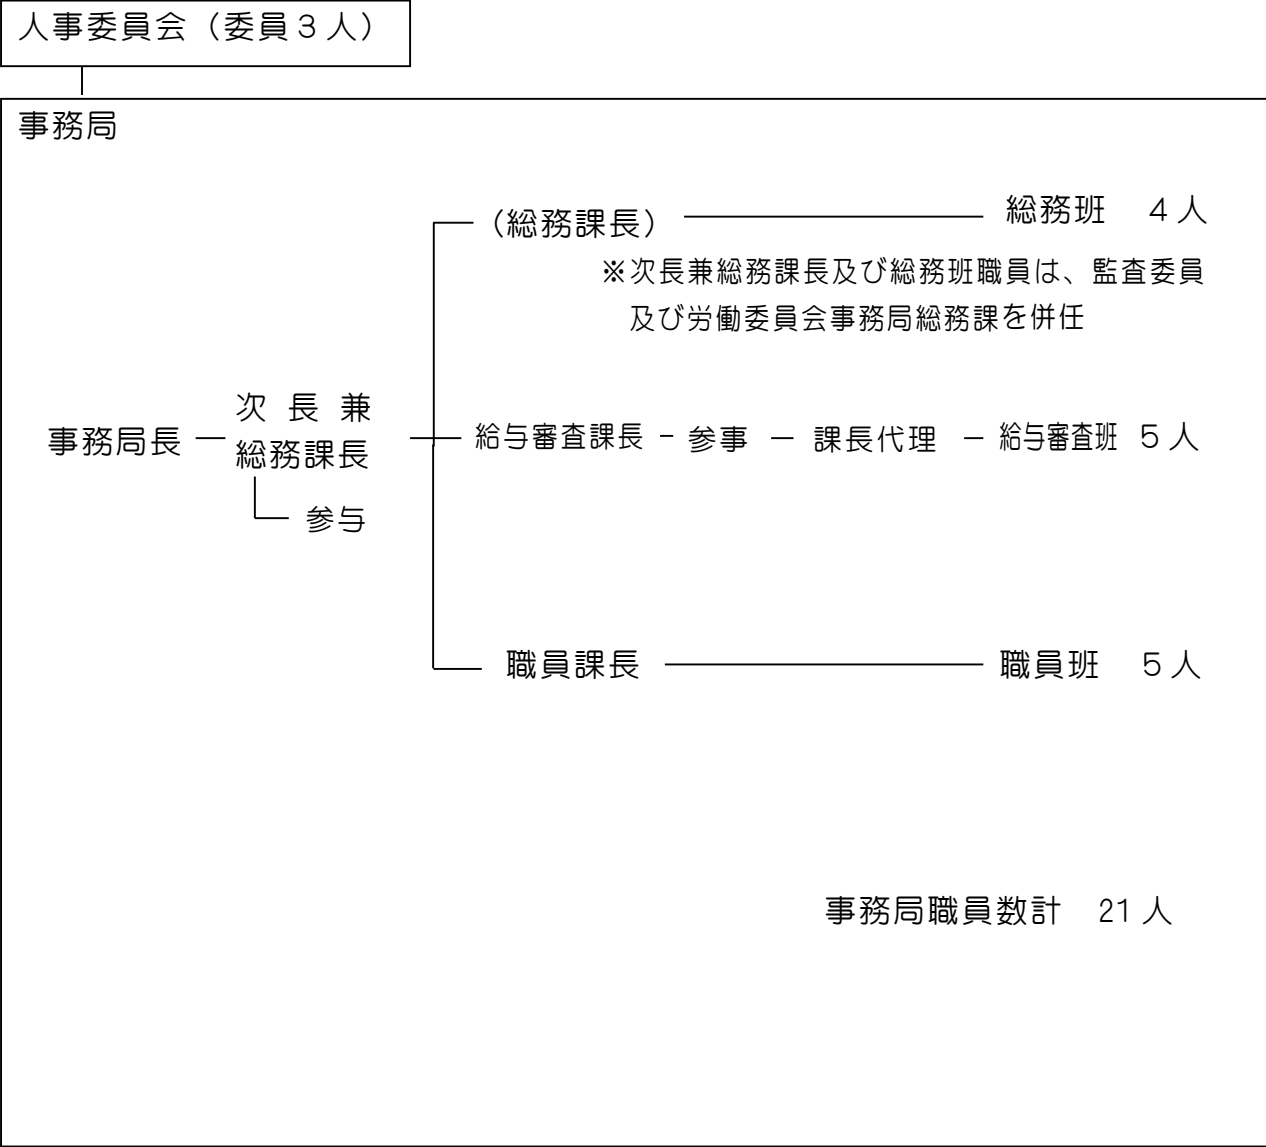 人事委員会（委員３人）
事務局
（総務課長）
総務班　４人
※次長兼総務課長及び総務班職員は、監査委員
及び労働委員会事務局総務課を併任
事務局長
次 長 兼
総務課長
参与
給与審査課長
参事
課長代理
給与審査班 ５人
職員課長
職員班　５人
事務局職員数計　21 人